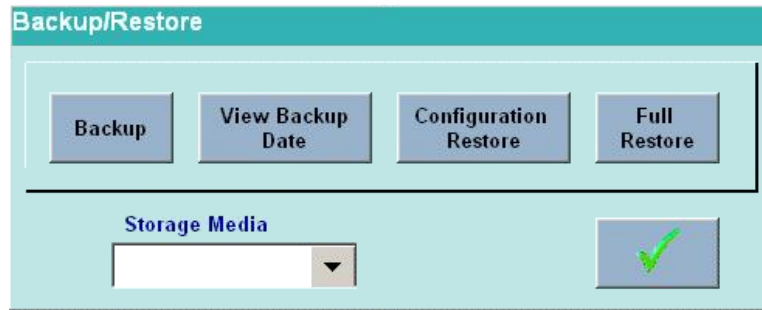 Backup/Restore
Backup
View Backup
Date
Configuration
Restore
Full
Restore
Storage Media